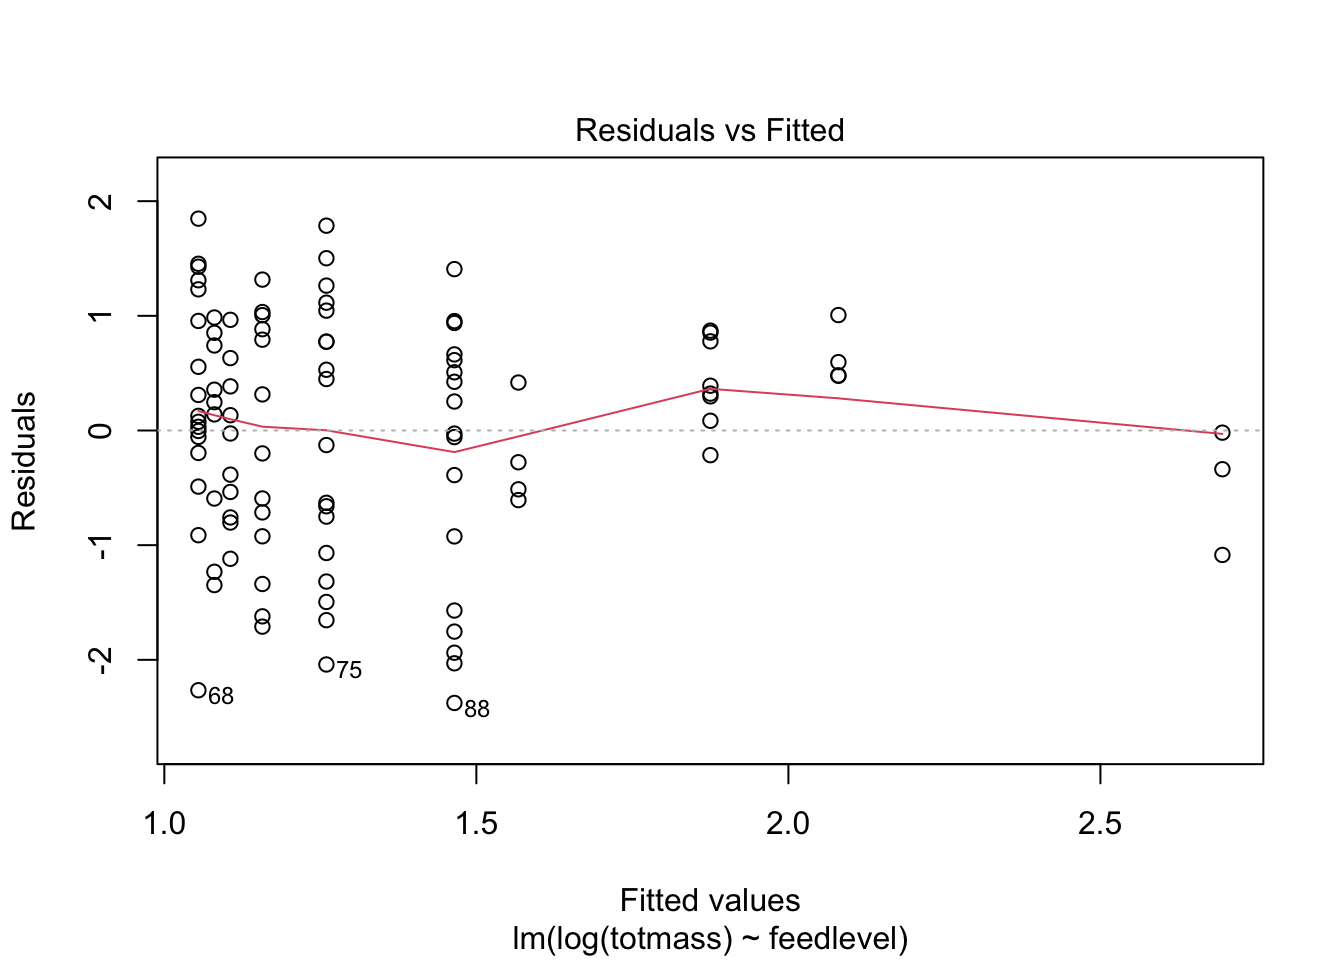 Residuals vs Fitted
Residuals
2
1
0
-1
-2
75
68
88
1.0 1.5 2.0 2.5
Fitted values
lm(log(totmass) ~ feedlevel)